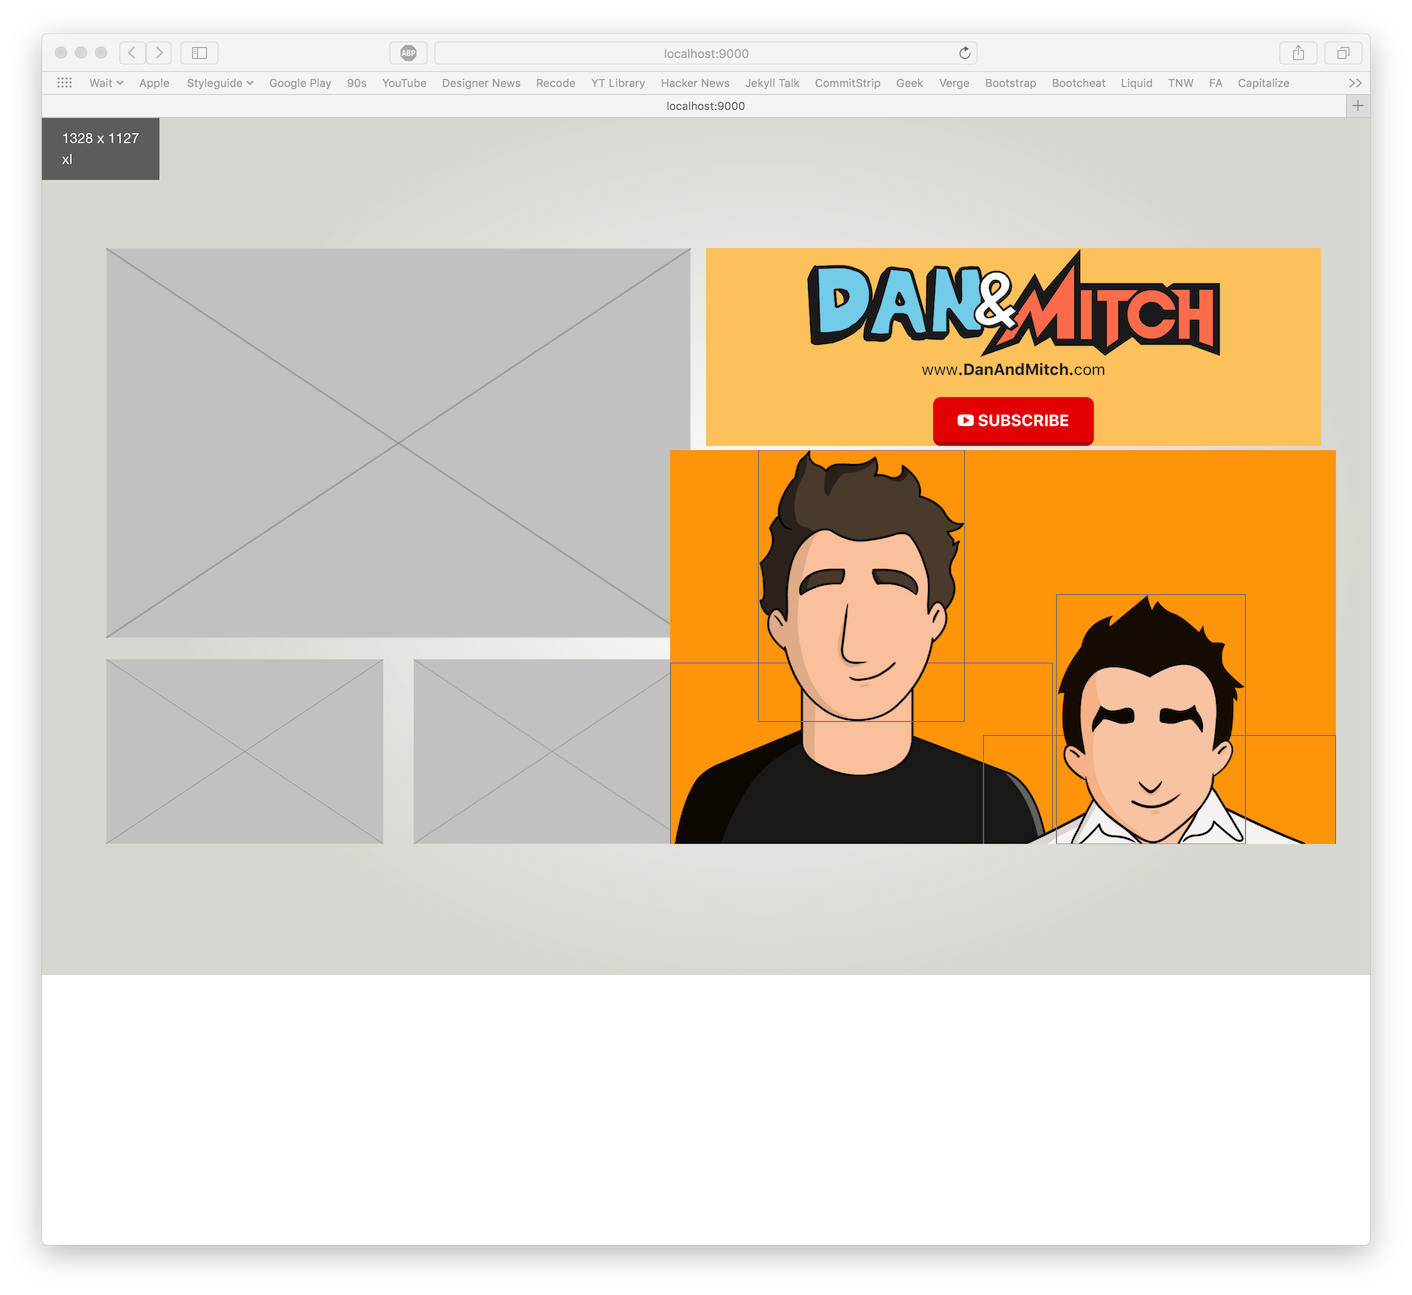 ABP
localhost:9000
Wait Apple Styleguide Google Play 90s YouTube Designer News Recode YT Library Hacker News Jekyll Talk CommitStrip Geek Verge Bootstrap Bootcheat Liquid TNW FA Capitalize
localhost:9000
1328 x 1127
xl
DAN&MITCH
www.DanAndMitch.com
SUBSCRIBE